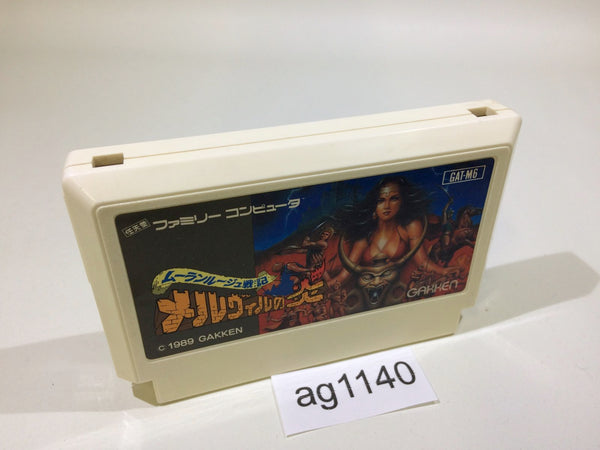 GAT-M6
任天堂 ファミリー コンピュータ
ムーランルージュ戦記
メルヴィルの炎
GAKKEN
© 1989 GAKKEN
ag1140